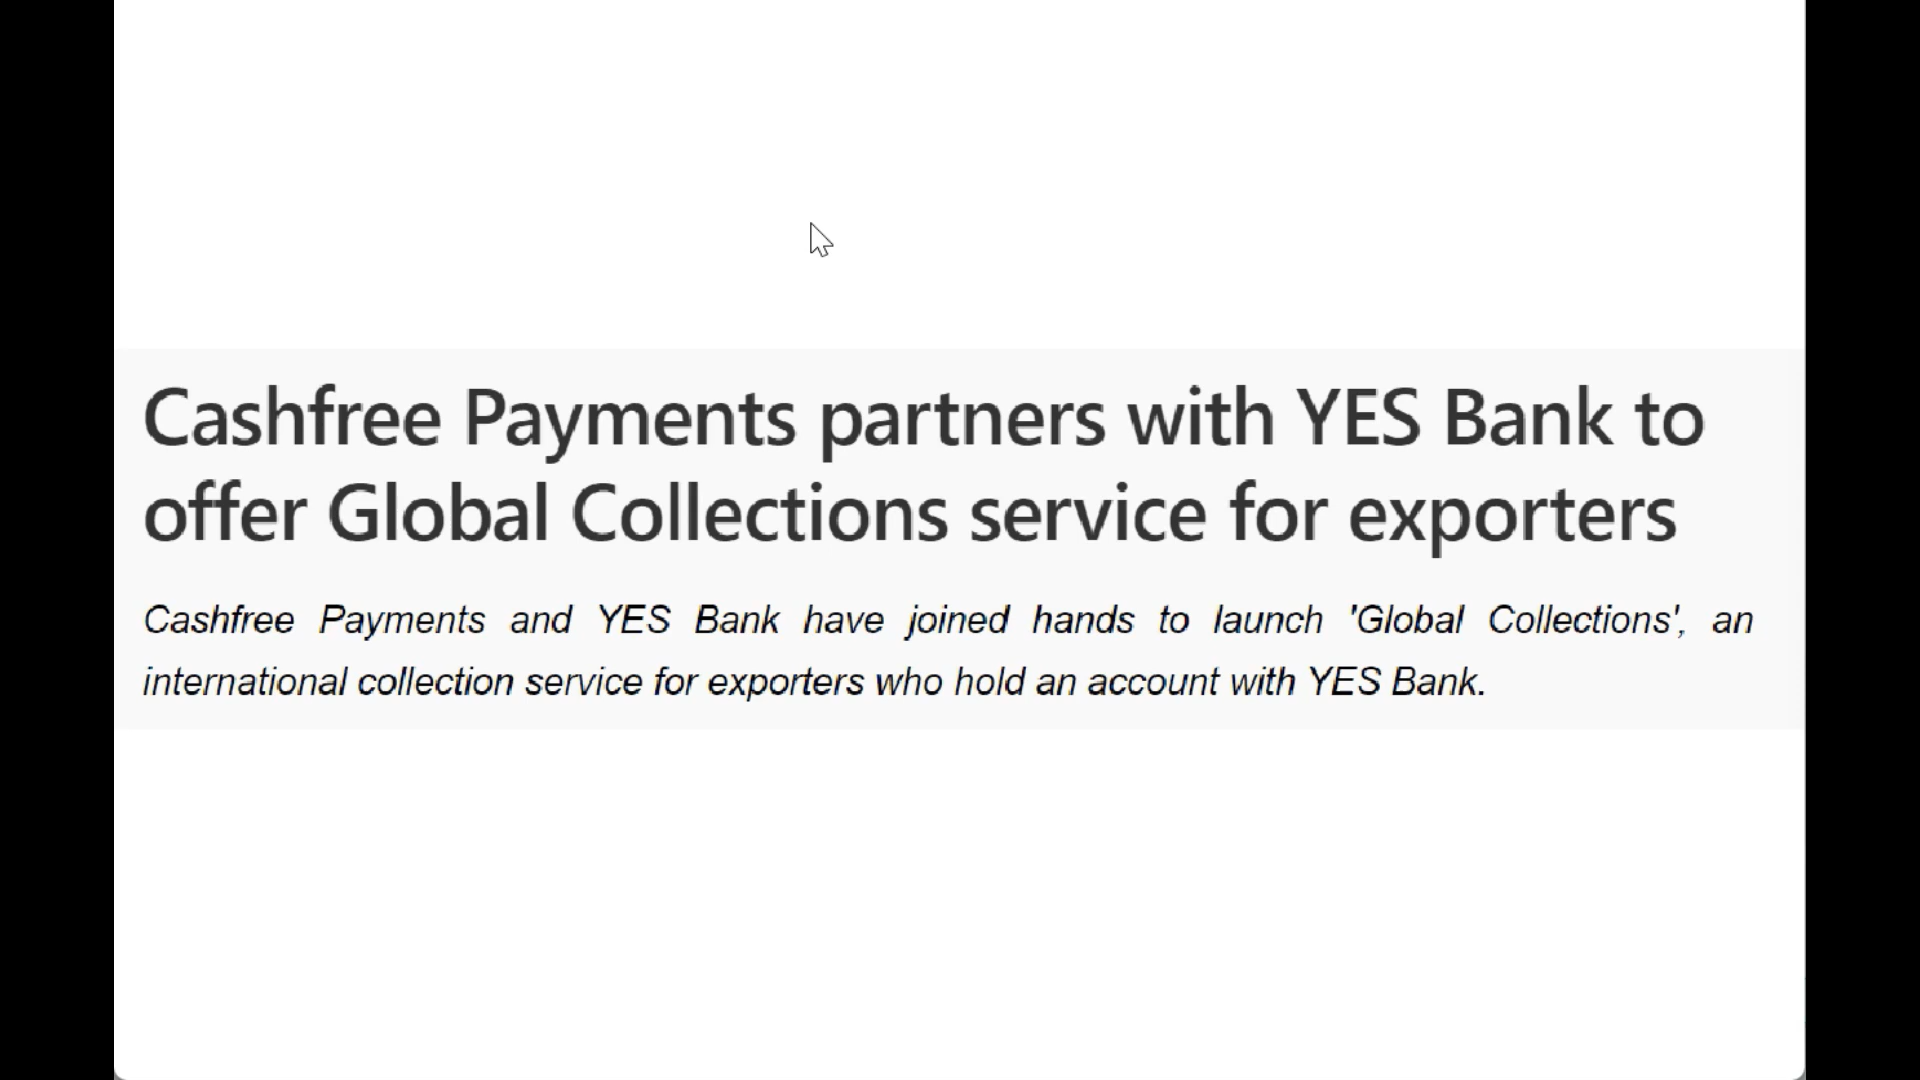 Cashfree Payments partners with YES Bank to
offer Global Collections service for exporters
Cashfree Payments and YES Bank have joined hands to launch 'Global Collections', an
international collection service for exporters who hold an account with YES Bank.